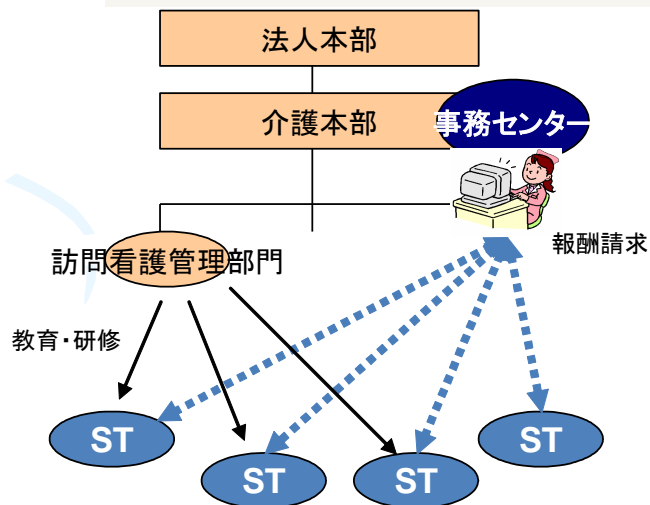 法人本部
介護本部
事務センター
報酬請求
訪問看護管理部門
教育・研修
ST
ST
ST
ST